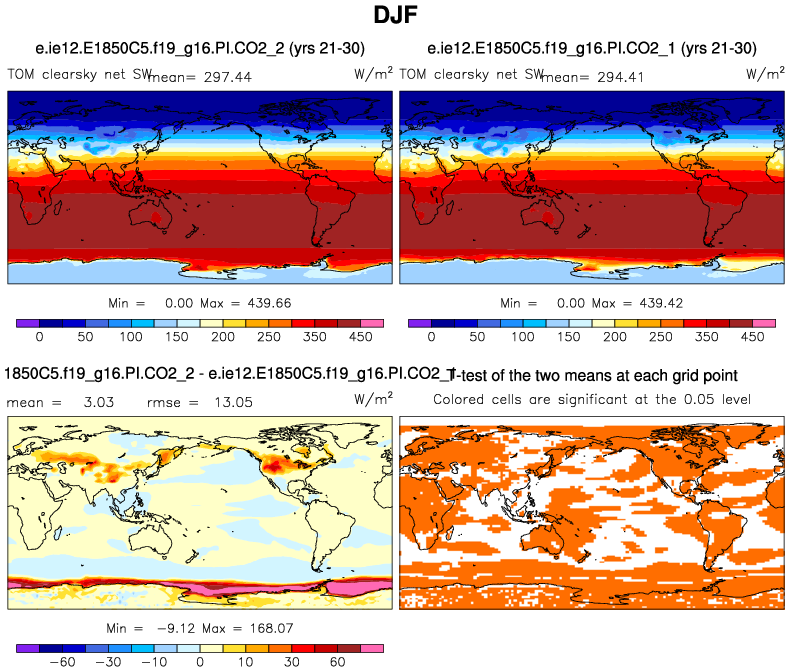 DJF
e.ie12.E1850C5.f19_g16.PI.CO2_2 (yrs 21-30)
e.ie12.E1850C5.f19_g16.PI.CO2_1 (yrs 21-30)
TOM clearsky net SW mean= 297.44 W/m²
TOM clearsky net SW mean= 294.41 W/m²
Min = 0.00 Max = 439.66
Min = 0.00 Max = 439.42
0 50 100 150 200 250 300 350 400 450
0 50 100 150 200 250 300 350 400 450
1850C5.f19_g16.PI.CO2_2 - e.ie12.E1850C5.f19_g16.PI.CO2_1
T-test of the two means at each grid point
mean = 3.03 rmse = 13.05 W/m²
Colored cells are significant at the 0.05 level
Min = -9.12 Max = 168.07
-60 -30 -10 0 10 30 60